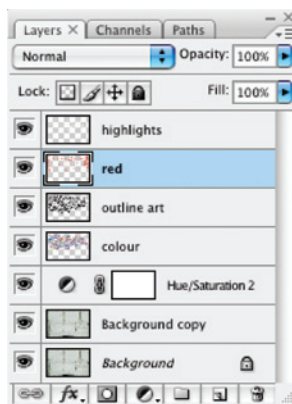 Layers × Channels Paths
Normal Opacity: 100%
Lock: Fill: 100%
highlights
red
outline art
colour
Hue/Saturation 2
Background copy
Background
fx.